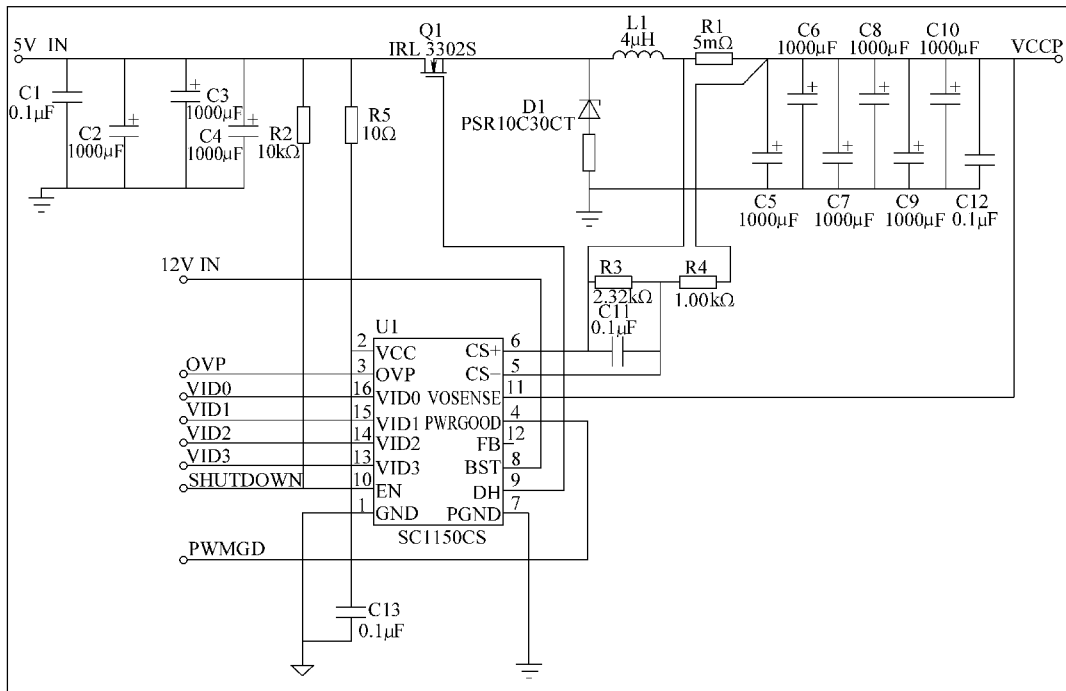 5V IN
C1
0.1μF
C2
1000μF
C3
1000μF
C4
1000μF
R2
10kΩ
R5
10Ω
Q1
IRL 3302S
D1
PSR10C30CT
L1
4μH
R1
5mΩ
C6
1000μF
C8
1000μF
C10
1000μF
VCCP
C5
1000μF
C7
1000μF
C9
1000μF
C12
0.1μF
12V IN
R3
2.32kΩ
R4
1.00kΩ
C11
0.1μF
U1
2
VCC
3
OVP
16
VID0
15
VID1
14
VID2
13
VID3
10
EN
1
GND
CS+
6
CS−
5
VOSENSE
11
PWRGOOD
4
FB
12
BST
8
DH
9
PGND
7
SC1150CS
OVP
VID0
VID1
VID2
VID3
SHUTDOWN
PWMGD
C13
0.1μF